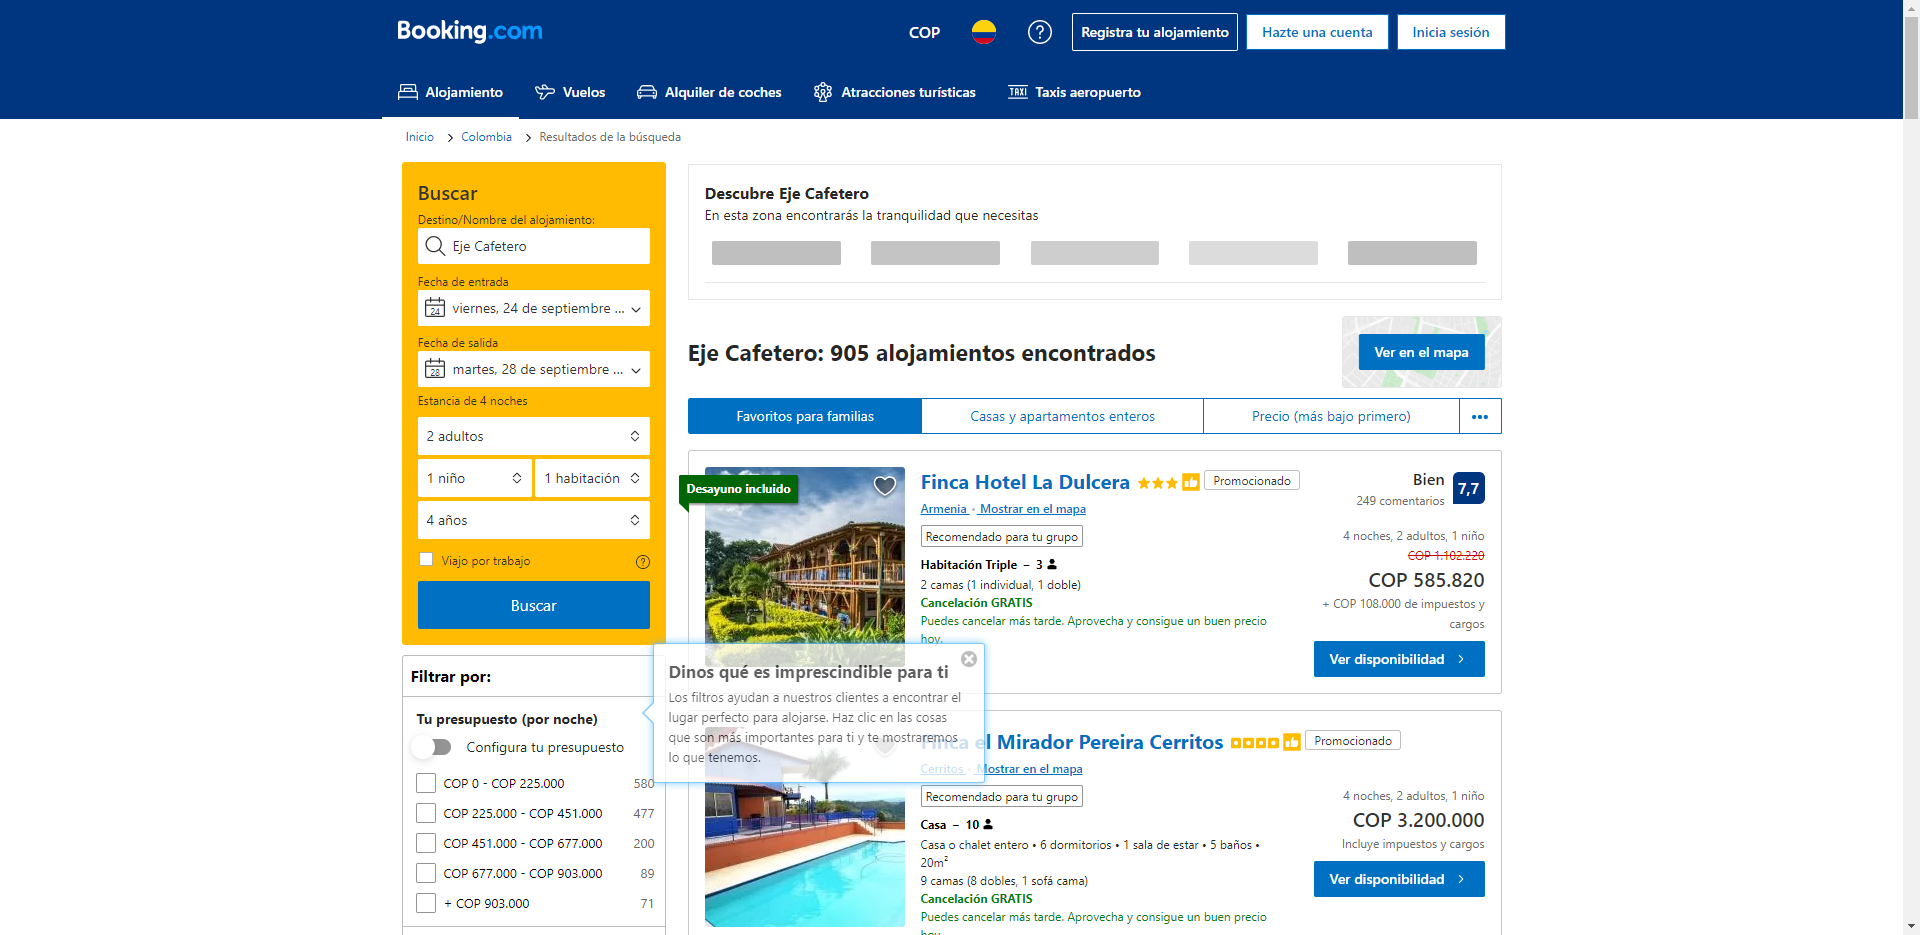 Booking.com
COP
Registra tu alojamiento
Hazte una cuenta
Inicia sesión
Alojamiento
Vuelos
Alquiler de coches
Atracciones turísticas
TAXI Taxis aeropuerto
Inicio > Colombia > Resultados de la búsqueda
Buscar
Destino/Nombre del alojamiento:
Eje Cafetero
Fecha de entrada
24 viernes, 24 de septiembre ...
Fecha de salida
28 martes, 28 de septiembre ...
Estancia de 4 noches
2 adultos
1 niño
1 habitación
4 años
Viajo por trabajo
Buscar
Filtrar por:
Tu presupuesto (por noche)
Configura tu presupuesto
COP 0 - COP 225.000 580
COP 225.000 - COP 451.000 477
COP 451.000 - COP 677.000 200
COP 677.000 - COP 903.000 89
+ COP 903.000 71
Descubre Eje Cafetero
En esta zona encontrarás la tranquilidad que necesitas
Eje Cafetero: 905 alojamientos encontrados
Ver en el mapa
Favoritos para familias
Casas y apartamentos enteros
Precio (más bajo primero)
Desayuno incluido
Finca Hotel La Dulcera
Promocionado
Armenia • Mostrar en el mapa
Recomendado para tu grupo
Habitación Triple – 3
2 camas (1 individual, 1 doble)
Cancelación GRATIS
Puedes cancelar más tarde. Aprovecha y consigue un buen precio
hoy.
Bien
249 comentarios
7,7
4 noches, 2 adultos, 1 niño
COP 1.102.220
COP 585.820
+ COP 108.000 de impuestos y
cargos
Ver disponibilidad
Dinos qué es imprescindible para ti
Los filtros ayudan a nuestros clientes a encontrar el
lugar perfecto para alojarse. Haz clic en las cosas
que son más importantes para ti y te mostraremos
lo que tenemos.
Finca el Mirador Pereira Cerritos
Promocionado
Cerritos • Mostrar en el mapa
Recomendado para tu grupo
Casa – 10
Casa o chalet entero • 6 dormitorios • 1 sala de estar • 5 baños •
20m²
9 camas (8 dobles, 1 sofá cama)
Cancelación GRATIS
Puedes cancelar más tarde. Aprovecha y consigue un buen precio
hoy.
4 noches, 2 adultos, 1 niño
COP 3.200.000
Incluye impuestos y cargos
Ver disponibilidad